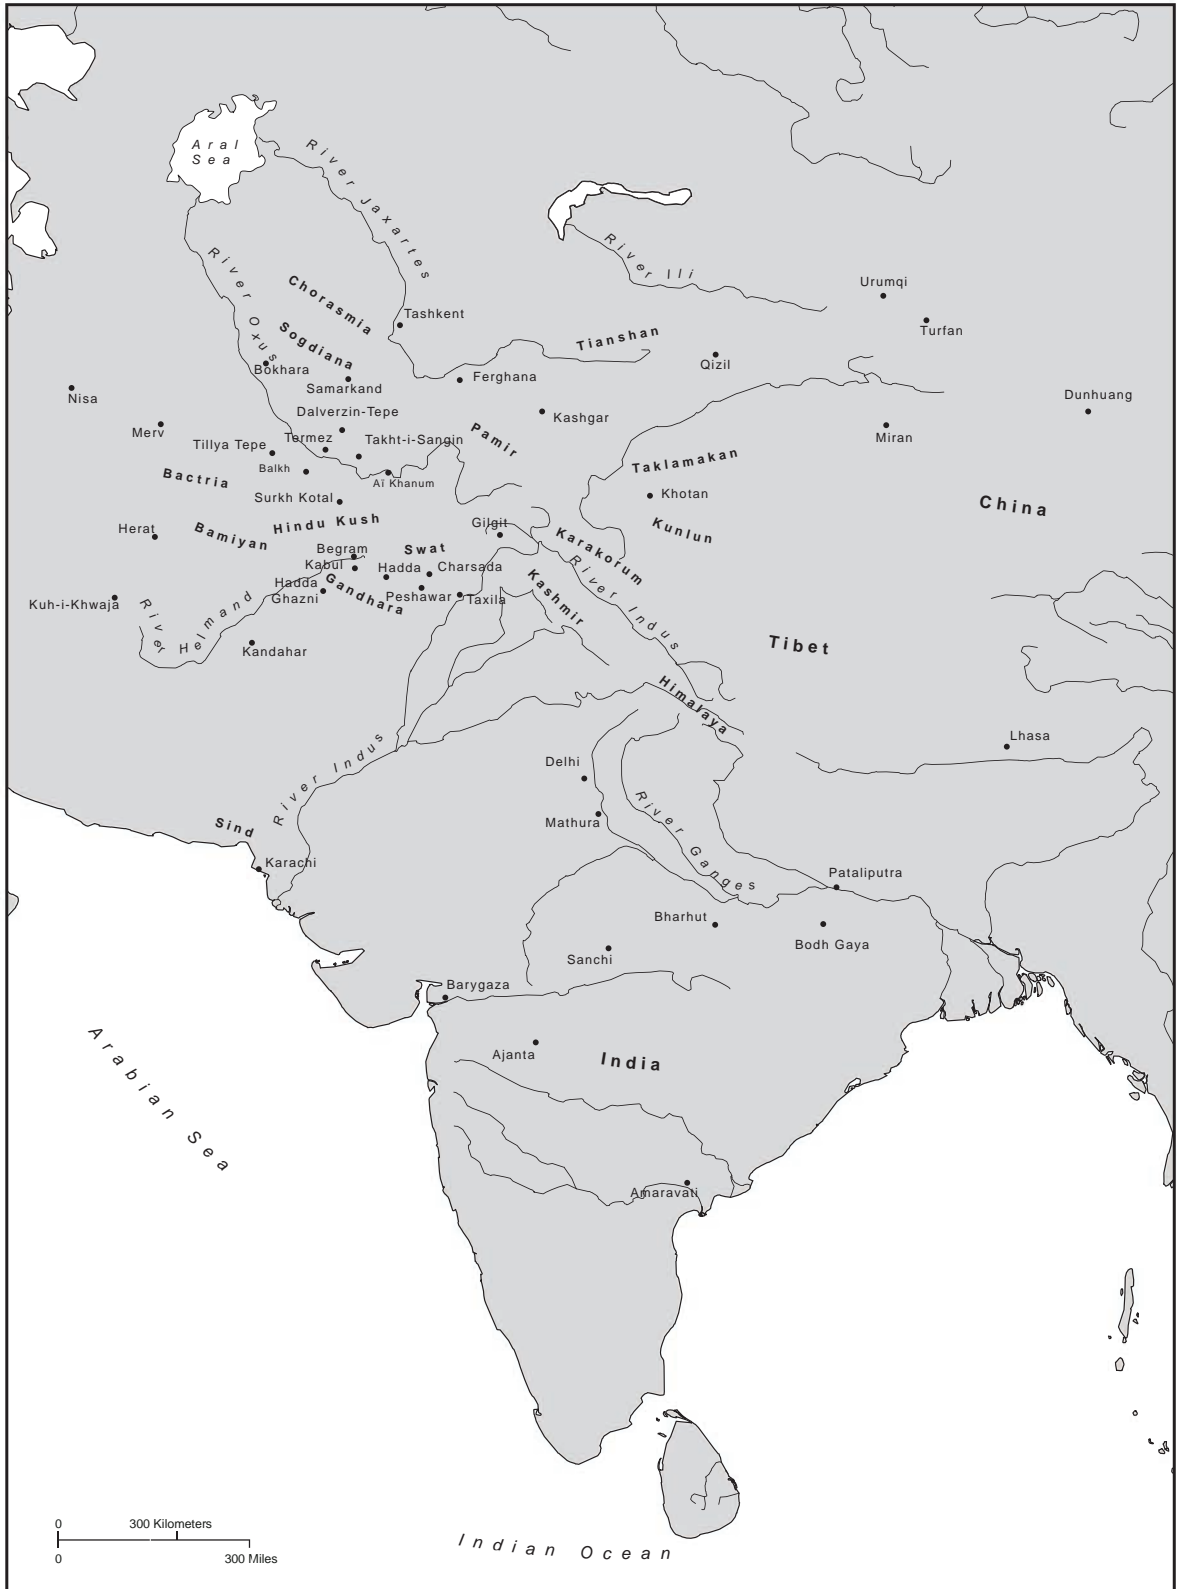 Aral
Sea
River Jaxartes
River Ili
River Oxus
Chorasmia
Sogdiana
Urumqi
Tashkent
Turfan
Tianshan
Bokhara
Qizil
Ferghana
Samarkand
Nisa
Dunhuang
Dalverzin-Tepe
Kashgar
Merv
Termez
Takht-i-Sangin
Pamir
Miran
Tillya Tepe
Balkh
Taklamakan
Bactria
Aï Khanum
Surkh Kotal
Khotan
China
Herat
Bamiyan
Hindu Kush
Gilgit
Kunlun
Karakorum
Begram
Swat
Kabul
Hadda
Charsada
River Indus
Hadda
Ghazni
Gandhara
Peshawar
Taxila
Kashmir
Kuh-i-Khwaja
River Helmand
Kandahar
Tibet
Himalaya
Lhasa
River Indus
Delhi
Sind
Mathura
River Ganges
Karachi
Pataliputra
Bharhut
Bodh Gaya
Sanchi
Barygaza
Ajanta
India
Arabian Sea
Amaravati
0 300 Kilometers
0 300 Miles
Indian Ocean